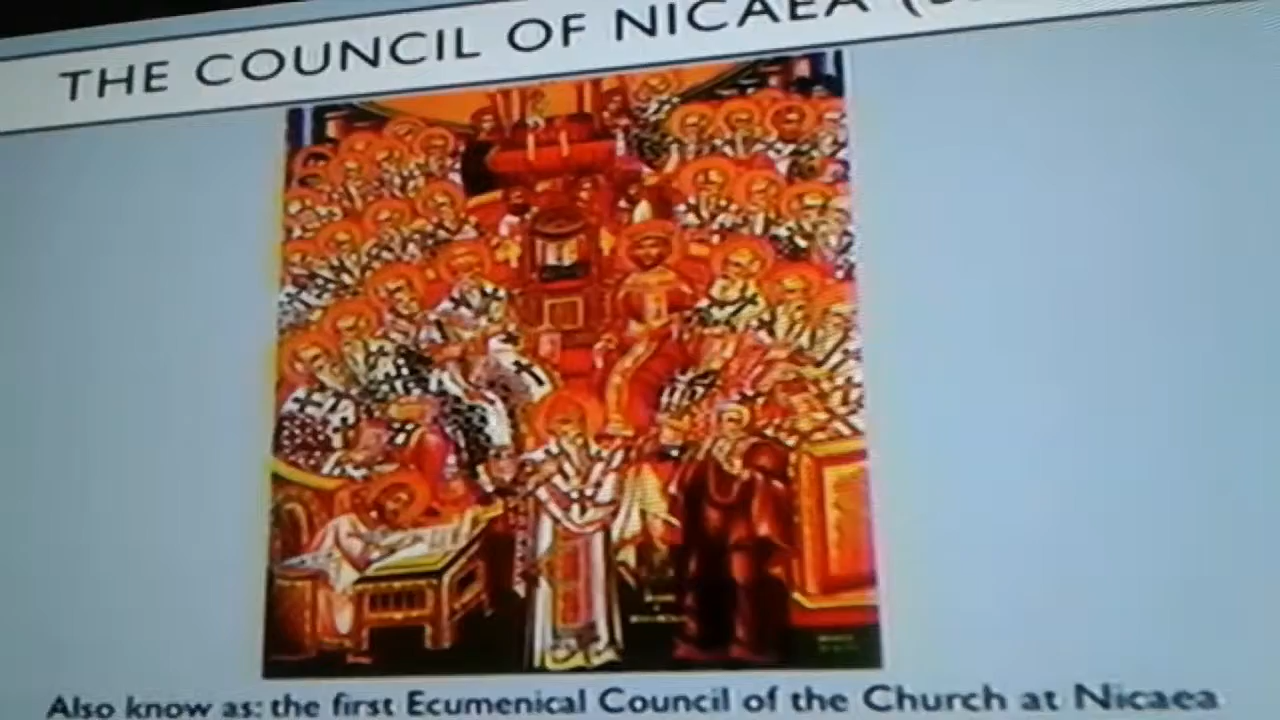 THE COUNCIL OF NICAEA (
Also know as: the first Ecumenical Council of the Church at Nicaea